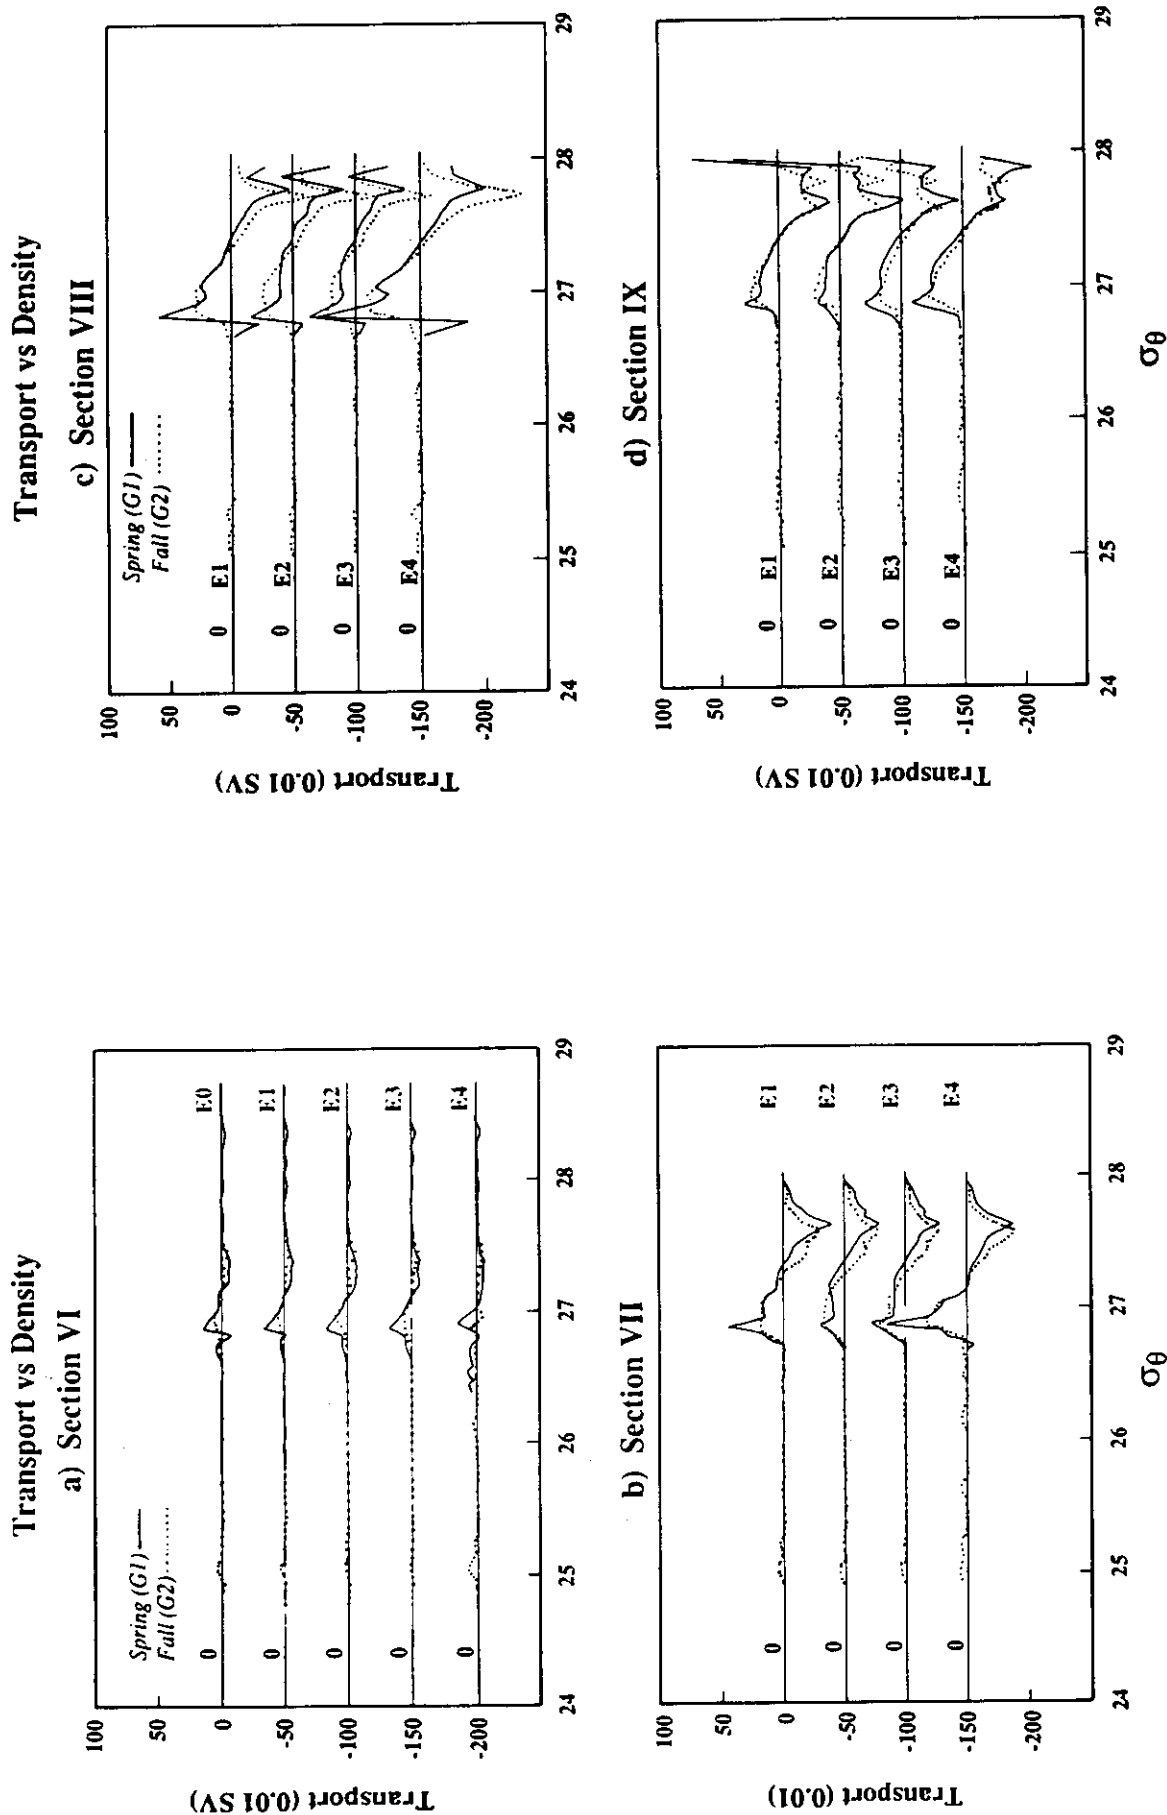 Transport vs Density
a) Section VI
Spring (G1)
Fall (G2)
Transport (0.01 SV)
100
50
0
-50
-100
-150
-200
0
0
0
0
0
E0
E1
E2
E3
E4
24
25
26
27
28
29
b) Section VII
Transport (0.01)
100
50
0
-50
-100
-150
-200
0
0
0
0
E1
E2
E3
E4
24
25
26
27
28
29
σθ
Transport vs Density
c) Section VIII
Spring (G1)
Fall (G2)
Transport (0.01 SV)
100
50
0
-50
-100
-150
-200
0 E1
0 E2
0 E3
0 E4
24
25
26
27
28
29
d) Section IX
Transport (0.01 SV)
100
50
0
-50
-100
-150
-200
0 E1
0 E2
0 E3
0 E4
24
25
26
27
28
29
σθ